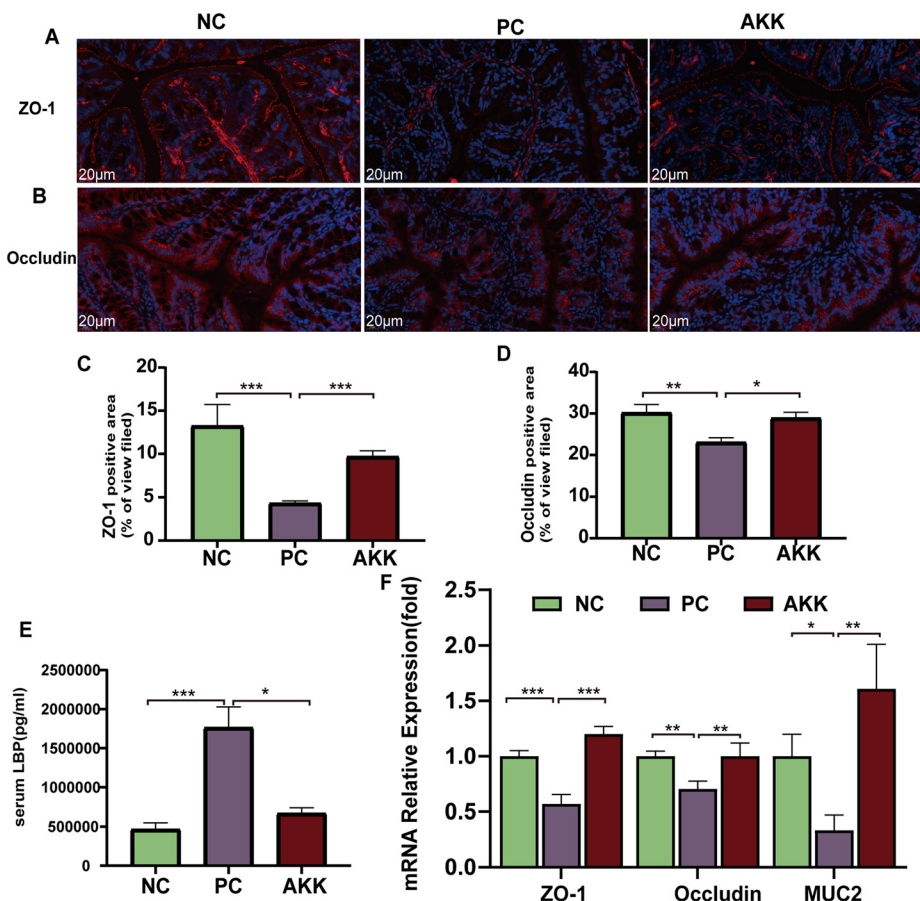 NC PC AKK
A
ZO-1
20μm 20μm 20μm
B
Occludin
20μm 20μm 20μm
C
ZO-1 positive area
(% of view filed)
20
15
10
5
0
*** ***
NC PC AKK
D
Occludin positive area
(% of view filed)
40
30
20
10
0
** *
NC PC AKK
E
serum LBP(pg/ml)
2500000
2000000
1500000
1000000
500000
0
*** *
NC PC AKK
F
mRNA Relative Expression(fold)
2.5
2.0
1.5
1.0
0.5
0.0
NC PC AKK
*** *** ** ** * **
ZO-1 Occludin MUC2